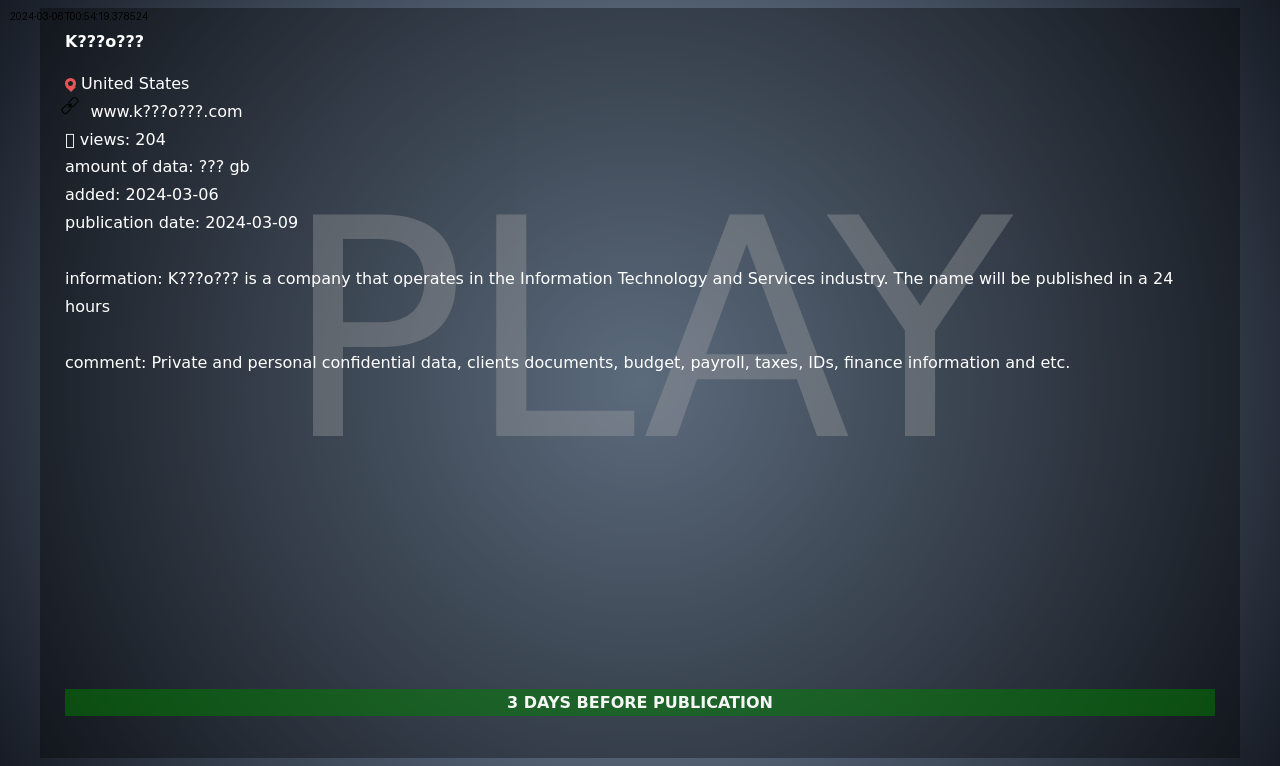 2024-03-06T00:54:19.378524
K???o???
United States
www.k???o???.com
views: 204
amount of data: ??? gb
added: 2024-03-06
publication date: 2024-03-09
PLAY
information: K???o??? is a company that operates in the Information Technology and Services industry. The name will be published in a 24
hours
comment: Private and personal confidential data, clients documents, budget, payroll, taxes, IDs, finance information and etc.
3 DAYS BEFORE PUBLICATION